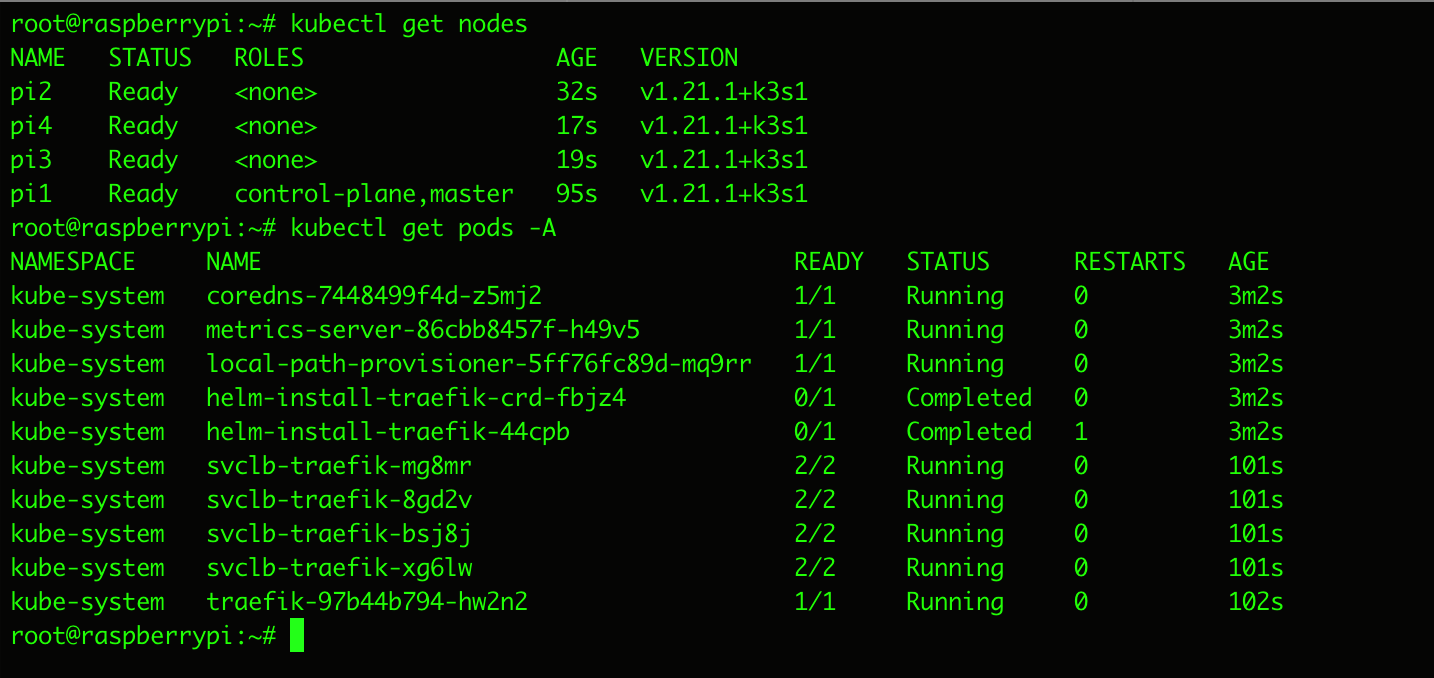 root@raspberrypi:~# kubectl get nodes
NAME   STATUS   ROLES                  AGE   VERSION
pi2    Ready    <none>                 32s   v1.21.1+k3s1
pi4    Ready    <none>                 17s   v1.21.1+k3s1
pi3    Ready    <none>                 19s   v1.21.1+k3s1
pi1    Ready    control-plane,master   95s   v1.21.1+k3s1
root@raspberrypi:~# kubectl get pods -A
NAMESPACE     NAME                                      READY   STATUS      RESTARTS   AGE
kube-system   coredns-7448499f4d-z5mj2                  1/1     Running     0          3m2s
kube-system   metrics-server-86cbb8457f-h49v5           1/1     Running     0          3m2s
kube-system   local-path-provisioner-5ff76fc89d-mq9rr   1/1     Running     0          3m2s
kube-system   helm-install-traefik-crd-fbjz4            0/1     Completed   0          3m2s
kube-system   helm-install-traefik-44cpb                0/1     Completed   1          3m2s
kube-system   svclb-traefik-mg8mr                       2/2     Running     0          101s
kube-system   svclb-traefik-8gd2v                       2/2     Running     0          101s
kube-system   svclb-traefik-bsj8j                       2/2     Running     0          101s
kube-system   svclb-traefik-xg6lw                       2/2     Running     0          101s
kube-system   traefik-97b44b794-hw2n2                   1/1     Running     0          102s
root@raspberrypi:~#